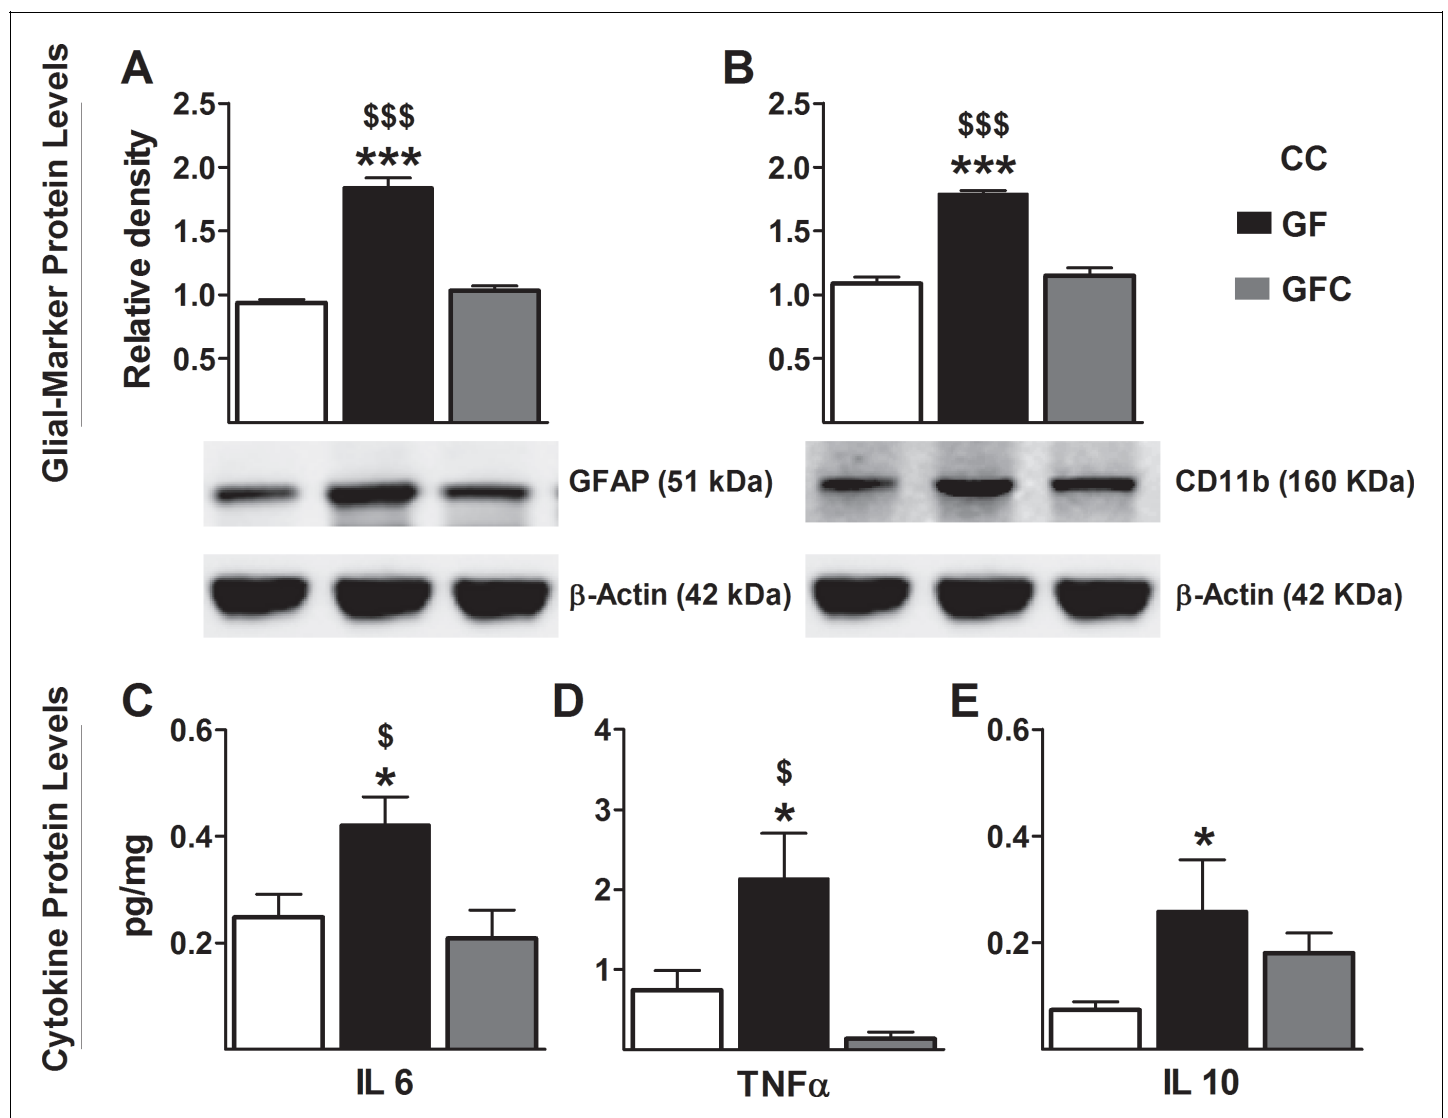 Glial-Marker Protein Levels
A
Relative density
2.5
2.0
1.5
1.0
0.5
$$$
***
GFAP (51 kDa)
β-Actin (42 kDa)
B
2.5
2.0
1.5
1.0
0.5
$$$
***
CC
GF
GFC
CD11b (160 KDa)
β-Actin (42 KDa)
Cytokine Protein Levels
C
pg/mg
0.6
0.4
0.2
$
*
IL 6
D
4
3
2
1
$
*
TNFα
E
0.6
0.4
0.2
*
IL 10